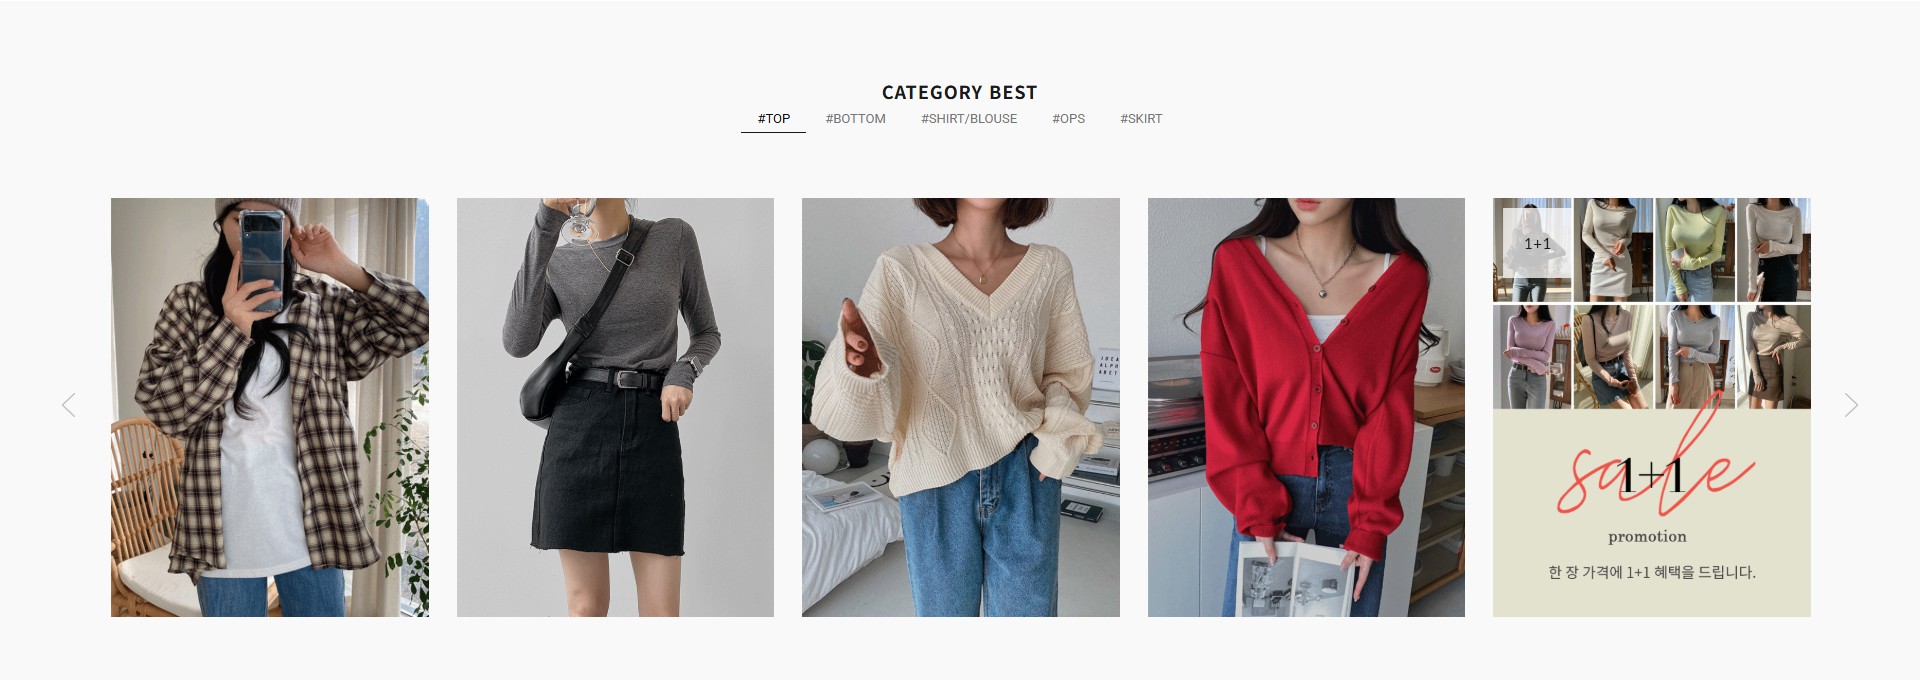 CATEGORY BEST
#TOP #BOTTOM #SHIRT/BLOUSE #OPS #SKIRT
1+1
sale
1+1
promotion
한 장 가격에 1+1 혜택을 드립니다.